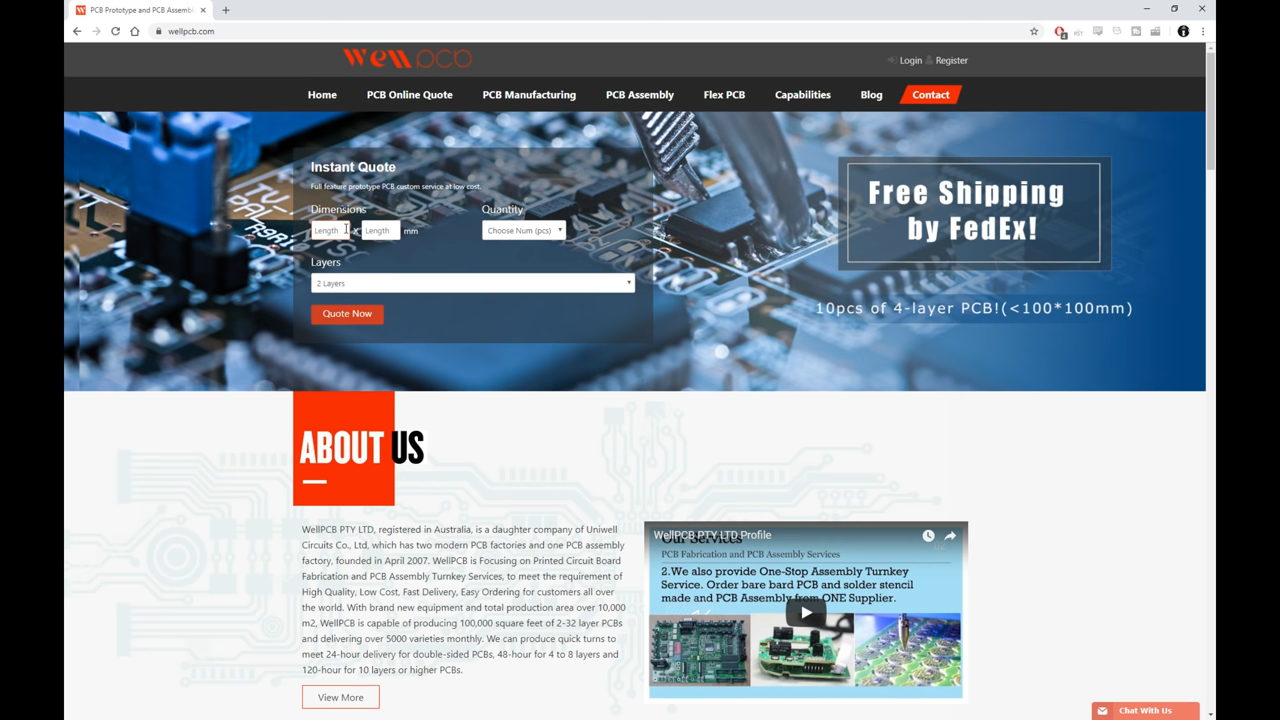 PCB Prototype and PCB Assembl
wellpcb.com
Well PCB
Login Register
Home PCB Online Quote PCB Manufacturing PCB Assembly Flex PCB Capabilities Blog Contact
Instant Quote
Full feature prototype PCB custom service at low cost.
Dimensions Quantity
Length x Length mm Choose Num (pcs)
Layers
2 Layers
Quote Now
Free Shipping
by FedEx!
10pcs of 4-layer PCB!(<100*100mm)
ABOUT US
WellPCB PTY LTD, registered in Australia, is a daughter company of Uniwell
Circuits Co., Ltd, which has two modern PCB factories and one PCB assembly
factory, founded in April 2007. WellPCB is Focusing on Printed Circuit Board
Fabrication and PCB Assembly Turnkey Services, to meet the requirement of
High Quality, Low Cost, Fast Delivery, Easy Ordering for customers all over
the world. With brand new equipment and total production area over 10,000
m2, WellPCB is capable of producing 100,000 square feet of 2-32 layer PCBs
and delivering over 5000 varieties monthly. We can produce quick turns to
meet 24-hour delivery for double-sided PCBs, 48-hour for 4 to 8 layers and
120-hour for 10 layers or higher PCBs.
View More
WellPCB PTY LTD Profile
Our Services
PCB Fabrication and PCB Assembly Services
2.We also provide One-Stop Assembly Turnkey
Service. Order bare bard PCB and solder stencil
made and PCB Assembly from ONE Supplier.
Chat With Us